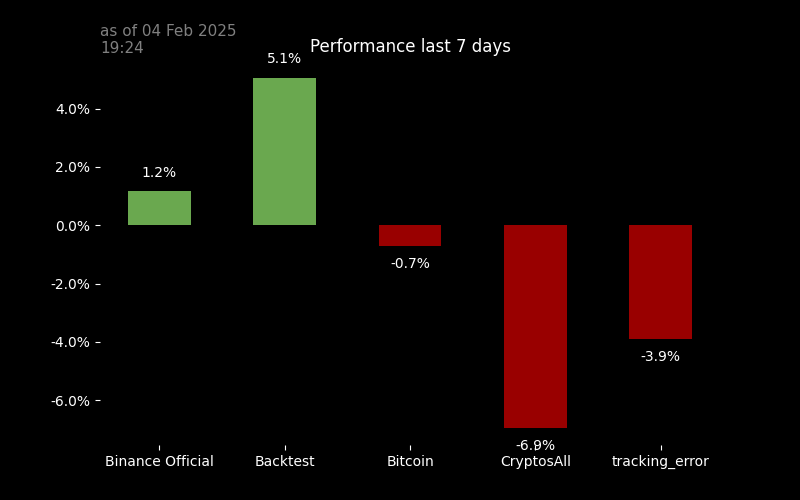 as of 04 Feb 2025
19:24
Performance last 7 days
5.1%
4.0%
2.0%
1.2%
0.0%
-0.7%
-2.0%
-4.0%
-3.9%
-6.0%
-6.9%
Binance Official
Backtest
Bitcoin
CryptosAll
tracking_error